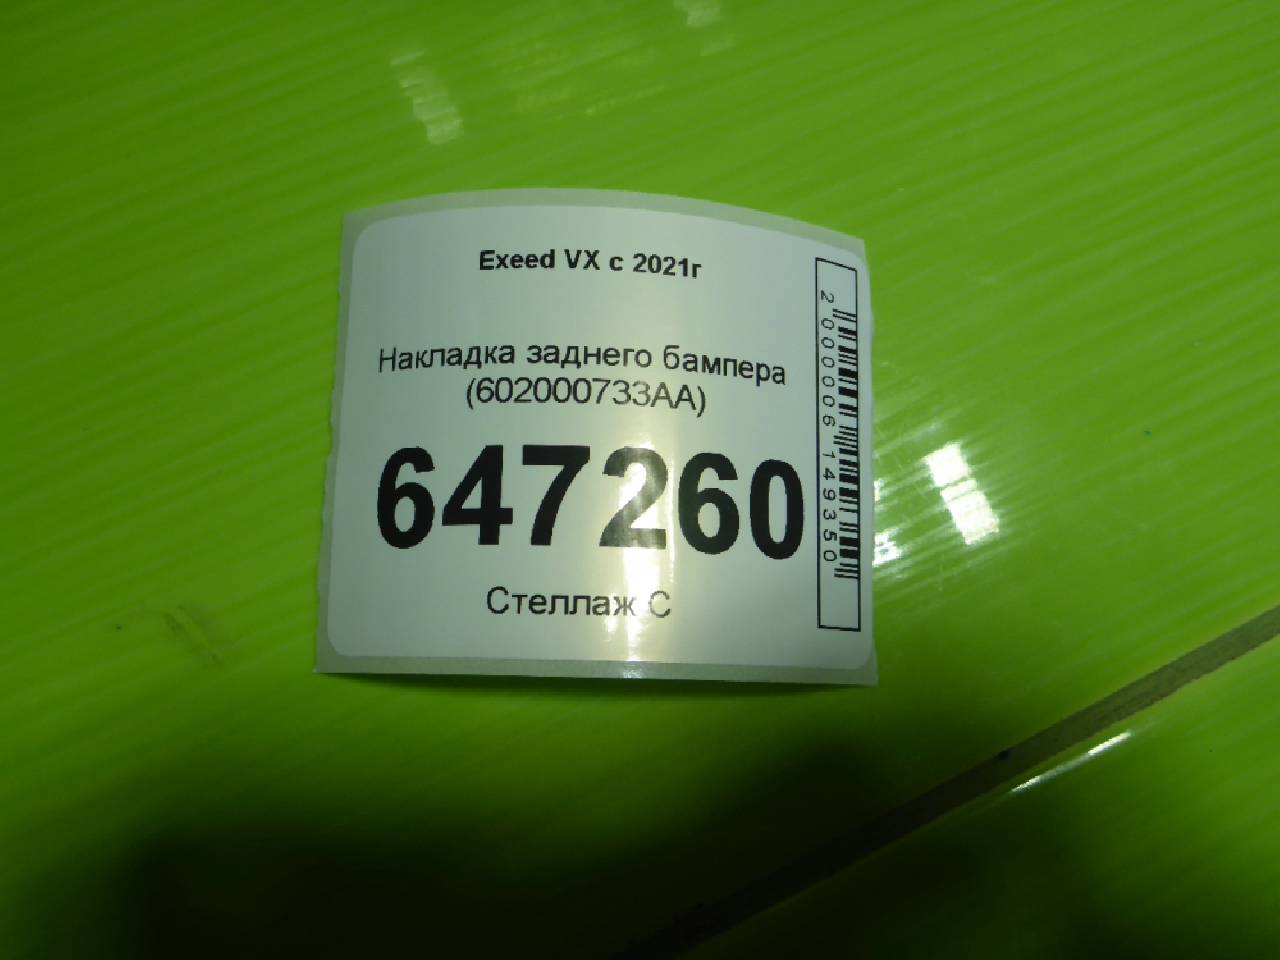 Exeed VX с 2021г
Накладка заднего бампера
(602000733AA)
647260
Стеллаж С
2000006149350